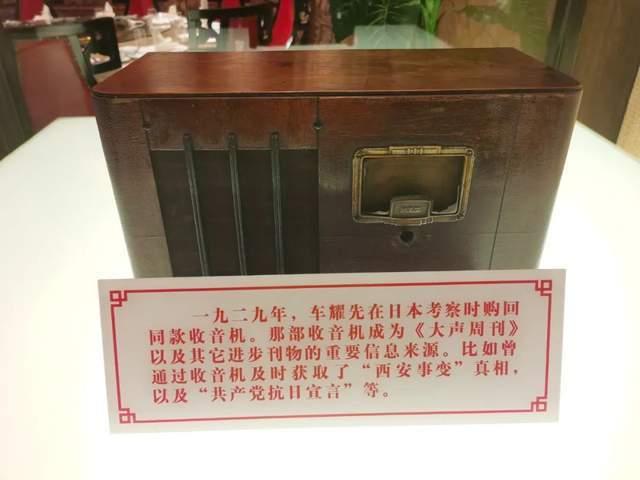 一九二九年，车耀先在日本考察时购回
同款收音机。那部收音机成为《大声周刊》
以及其它进步刊物的重要信息来源。比如曾
通过收音机及时获取了“西安事变”真相，
以及“共产党抗日宣言”等。